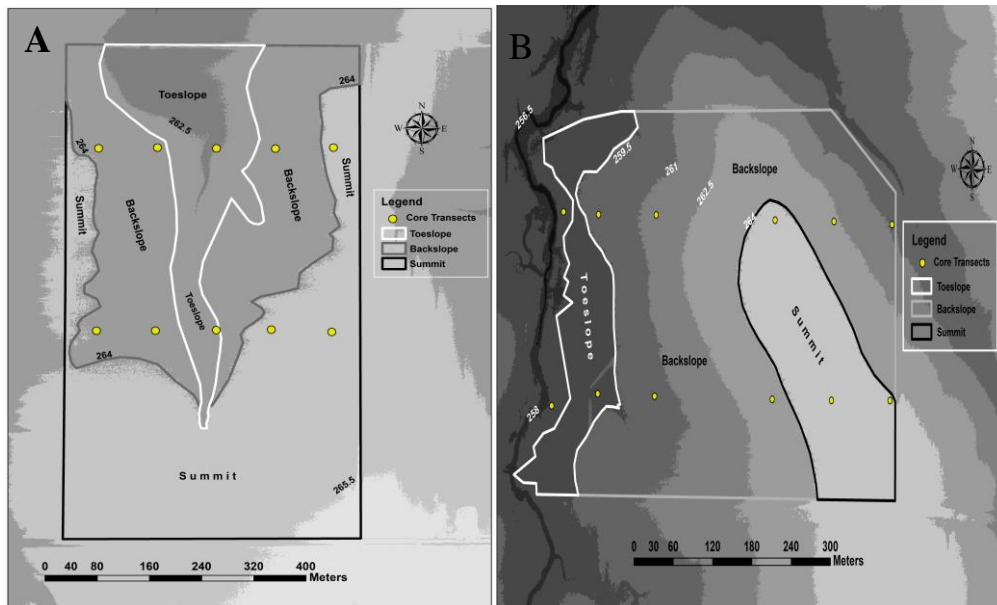 A
264
Toeslope
262.5
N
W E
S
264
Summit
Backslope
Backslope
Summit
Legend
Core Transects
Toeslope
Backslope
Summit
Toeslope
264
Summit
265.5
0 40 80 160 240 320 400
Meters
B
256.5
259.5
261
262.5
Backslope
N
W E
S
264
Legend
Core Transects
Toeslope
Backslope
Summit
Toeslope
Summit
Backslope
258
0 30 60 120 180 240 300
Meters